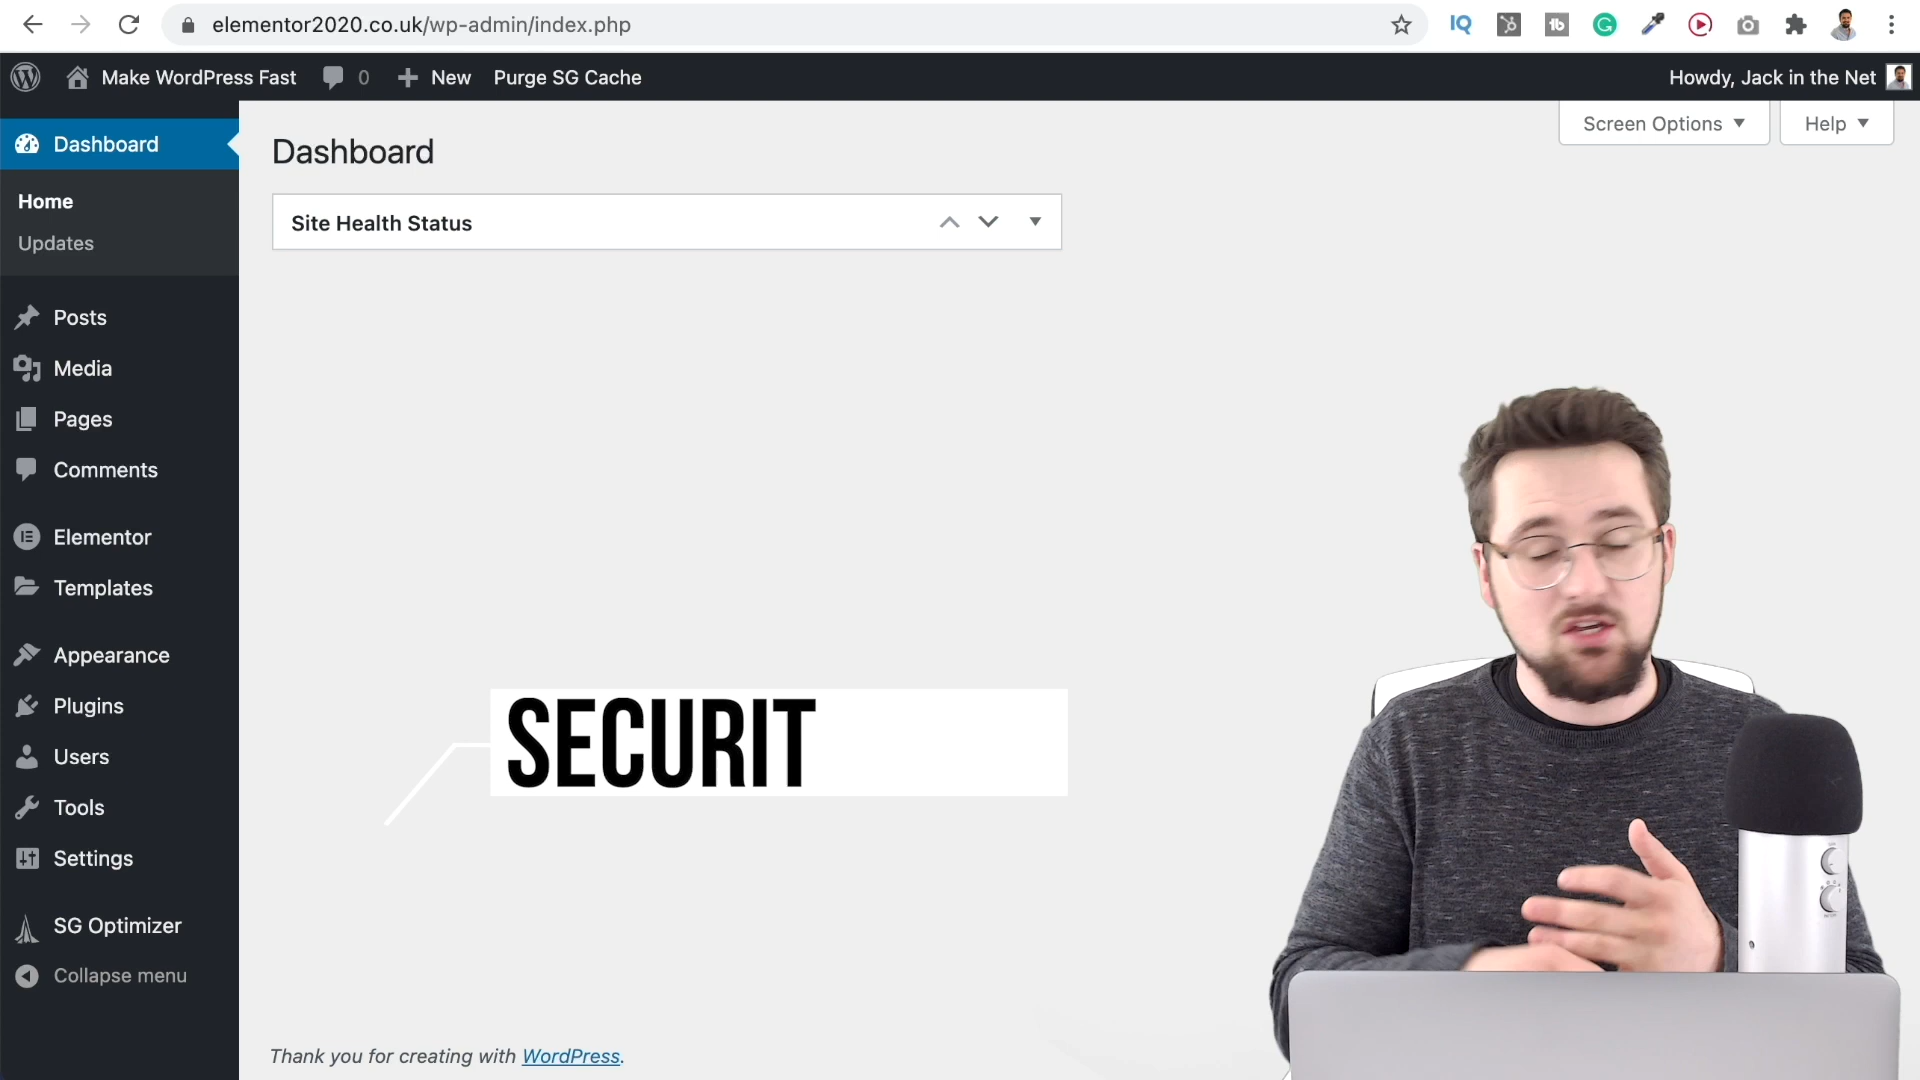 elementor2020.co.uk/wp-admin/index.php
IQ
tb
Make WordPress Fast
0
New
Purge SG Cache
Howdy, Jack in the Net
Screen Options
Help
Dashboard
Home
Updates
Posts
Media
Pages
Comments
Elementor
Templates
Appearance
Plugins
Users
Tools
Settings
SG Optimizer
Collapse menu
Dashboard
Site Health Status
SECURIT
Thank you for creating with WordPress.